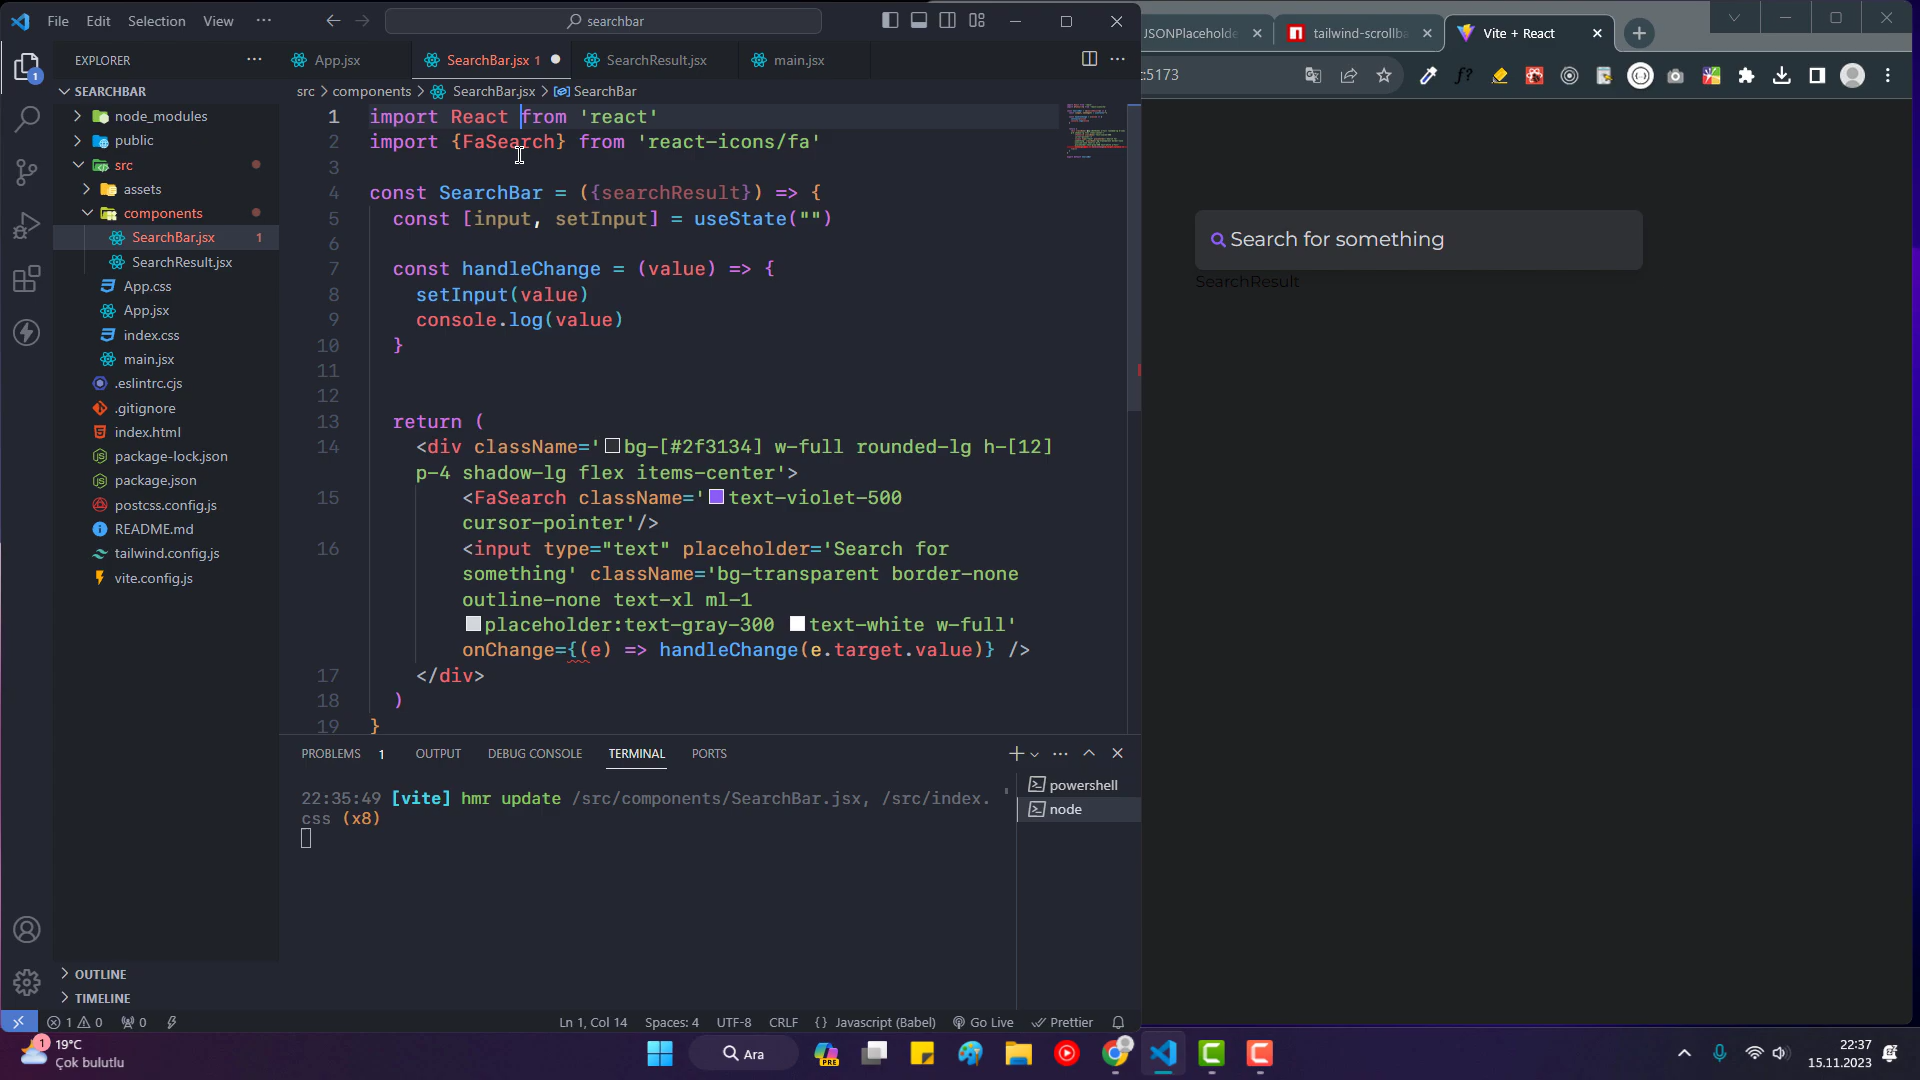 File Edit Selection View ···
searchbar
EXPLORER ···
SEARCHBAR
node_modules
public
src
assets
components
SearchBar.jsx 1
SearchResult.jsx
App.css
App.jsx
index.css
main.jsx
.eslintrc.cjs
.gitignore
index.html
package-lock.json
package.json
postcss.config.js
README.md
tailwind.config.js
vite.config.js
OUTLINE
TIMELINE
App.jsx SearchBar.jsx 1 SearchResult.jsx main.jsx
src > components > SearchBar.jsx > SearchBar
1 import React from 'react'
2 import {FaSearch} from 'react-icons/fa'
3
4 const SearchBar = ({searchResult}) => {
5 const [input, setInput] = useState("")
6
7 const handleChange = (value) => {
8 setInput(value)
9 console.log(value)
10 }
11
12
13 return (
14 <div className='bg-[#2f3134] w-full rounded-lg h-[12]
p-4 shadow-lg flex items-center'>
15 <FaSearch className='text-violet-500
cursor-pointer'/>
16 <input type="text" placeholder='Search for
something' className='bg-transparent border-none
outline-none text-xl ml-1
placeholder:text-gray-300 text-white w-full'
onChange={(e) => handleChange(e.target.value)} />
17 </div>
18 )
19 }
PROBLEMS 1 OUTPUT DEBUG CONSOLE TERMINAL PORTS
22:35:49 [vite] hmr update /src/components/SearchBar.jsx, /src/index.
css (x8)
powershell
node
1 0 0 Ln 1, Col 14 Spaces: 4 UTF-8 CRLF {} Javascript (Babel) Go Live Prettier
JSONPlaceholde tailwind-scrollba Vite + React
:5173
Search for something
SearchResult
1
19°C
Çok bulutlu
Ara
PRE
22:37
15.11.2023